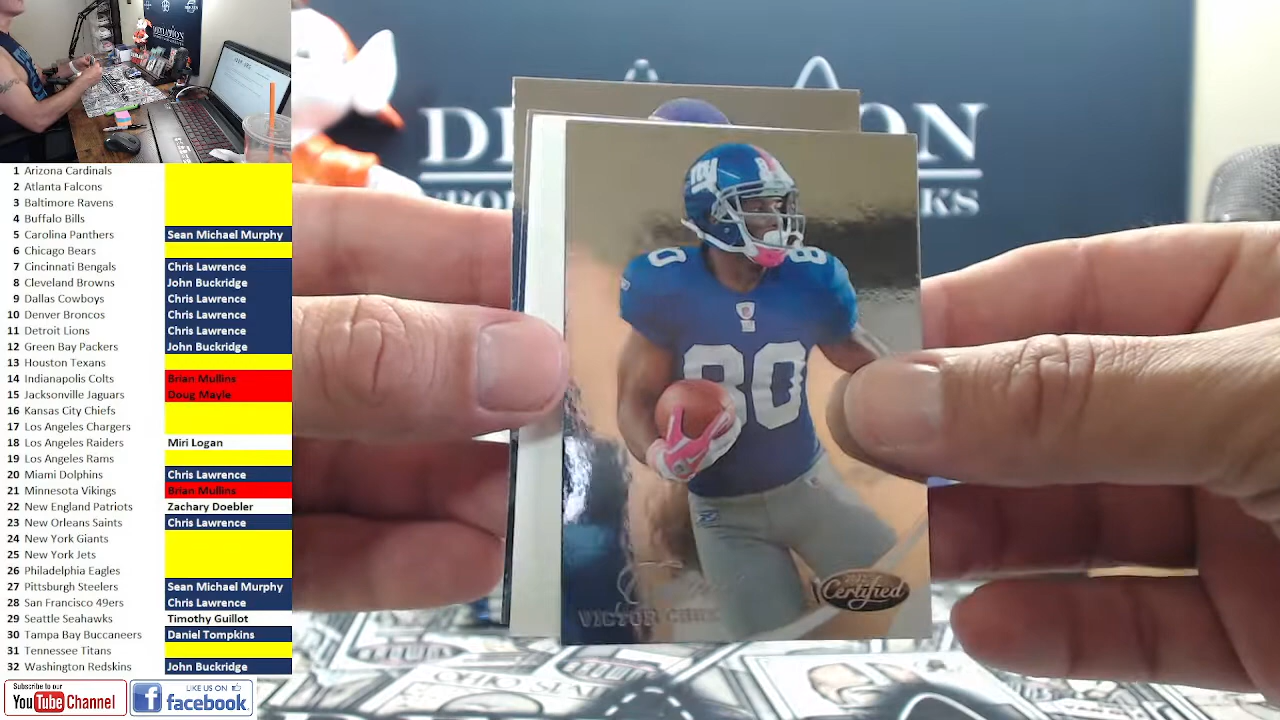 1 Arizona Cardinals
2 Atlanta Falcons
3 Baltimore Ravens
4 Buffalo Bills
5 Carolina Panthers Sean Michael Murphy
6 Chicago Bears
7 Cincinnati Bengals Chris Lawrence
8 Cleveland Browns John Buckridge
9 Dallas Cowboys Chris Lawrence
10 Denver Broncos Chris Lawrence
11 Detroit Lions Chris Lawrence
12 Green Bay Packers John Buckridge
13 Houston Texans
14 Indianapolis Colts Brian Mullins
15 Jacksonville Jaguars Doug Mayle
16 Kansas City Chiefs
17 Los Angeles Chargers
18 Los Angeles Raiders Miri Logan
19 Los Angeles Rams
20 Miami Dolphins Chris Lawrence
21 Minnesota Vikings Brian Mullins
22 New England Patriots Zachary Doebler
23 New Orleans Saints Chris Lawrence
24 New York Giants
25 New York Jets
26 Philadelphia Eagles
27 Pittsburgh Steelers Sean Michael Murphy
28 San Francisco 49ers Chris Lawrence
29 Seattle Seahawks Timothy Guillot
30 Tampa Bay Buccaneers Daniel Tompkins
31 Tennessee Titans
32 Washington Redskins John Buckridge
Subscribe to our
YouTube Channel
LIKE US ON
facebook.
ny
80
80
Certified
VICTOR CRUZ